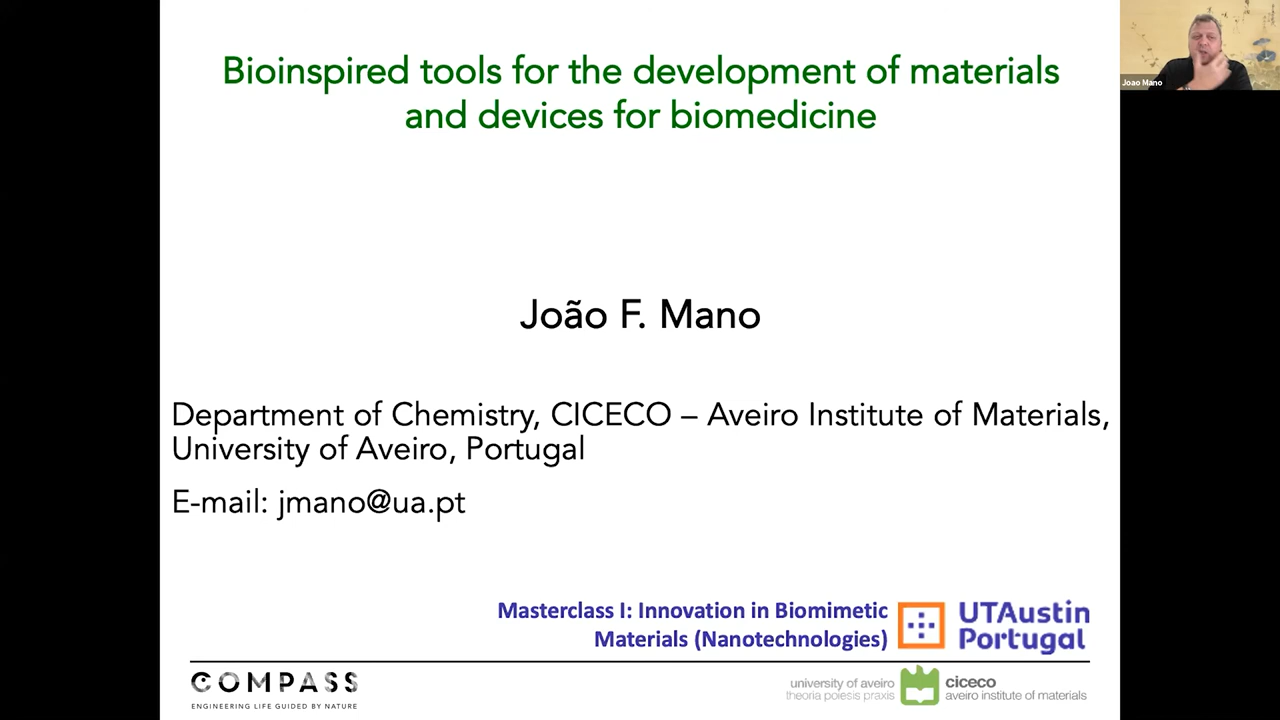 Bioinspired tools for the development of materials
and devices for biomedicine
Joao Mano
João F. Mano
Department of Chemistry, CICECO – Aveiro Institute of Materials,
University of Aveiro, Portugal
E-mail: jmano@ua.pt
Masterclass I: Innovation in Biomimetic
Materials (Nanotechnologies)
UTAustin
Portugal
COMPASS
ENGINEERING LIFE GUIDED BY NATURE
university of aveiro
theoria poiesis praxis
ciceco
aveiro institute of materials